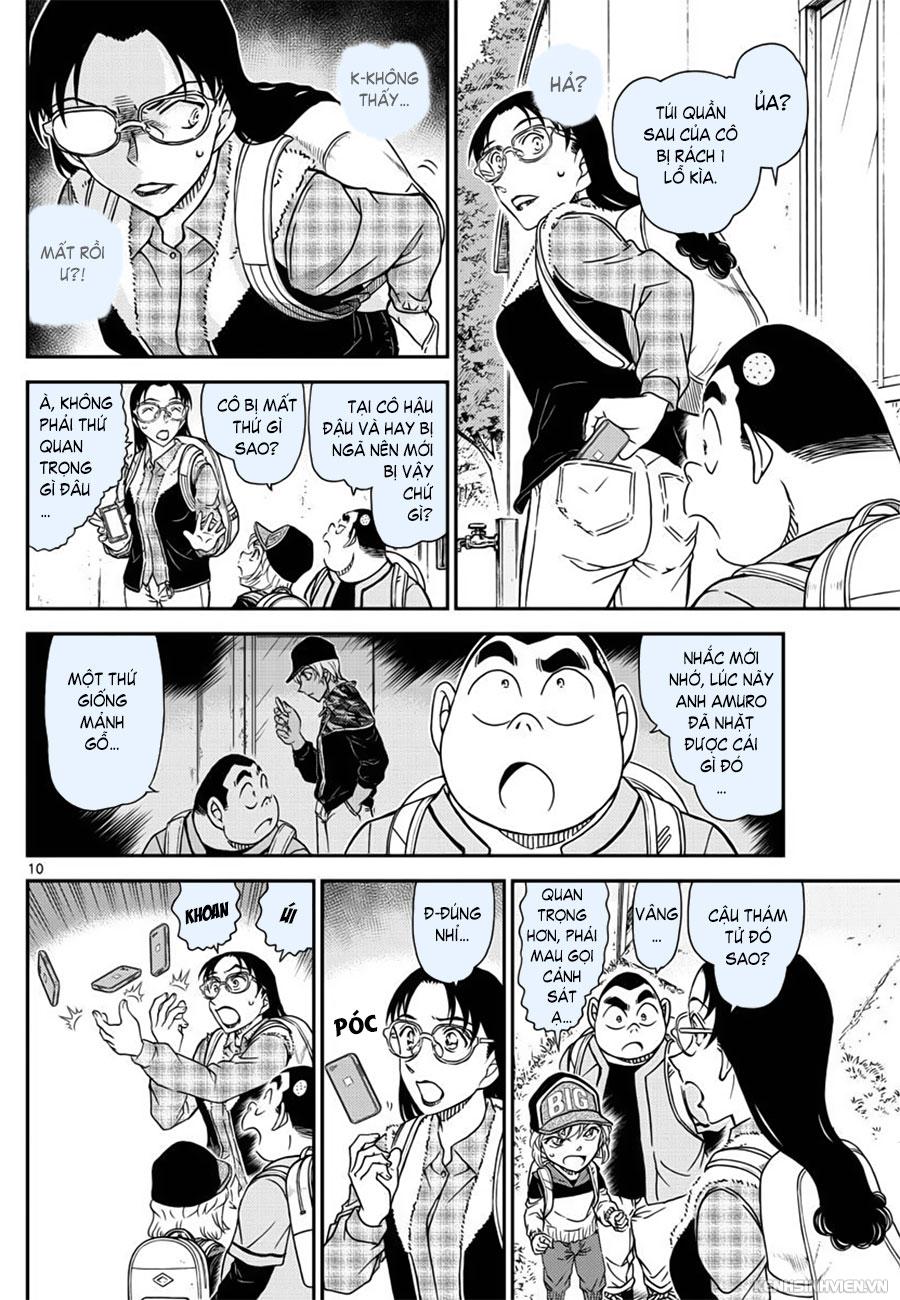 ỦA?
TÚI QUẦN
SAU CỦA CÔ
BỊ RÁCH 1
LỖ KÌA.
HẢ?
K-KHÔNG
THẤY...
MẤT RỒI
Ư?!
TẠI CÔ HẬU
ĐẬU VÀ HAY BỊ
NGÃ NÊN MỚI
BỊ VẬY
CHỨ
GÌ?
CÔ BỊ MẤT
THỨ GÌ
SAO?
À, KHÔNG
PHẢI THỨ
QUAN
TRỌNG
GÌ ĐÂU
...
NHẮC MỚI
NHỚ, LÚC NÃY
ANH AMURO
ĐÃ NHẶT
ĐƯỢC CÁI
GÌ ĐÓ
...
MỘT THỨ
GIỐNG
MẢNH
GỖ...
10
CẬU THÁM
TỬ ĐÓ
SAO?
VÂNG
...
QUAN
TRỌNG
HƠN, PHẢI
MAU GỌI
CẢNH
SÁT
Ạ...
BIG
Đ-ĐÚNG
NHỈ...
PÓC
ÚI
KHOAN
KENHSINHVIEN.VN